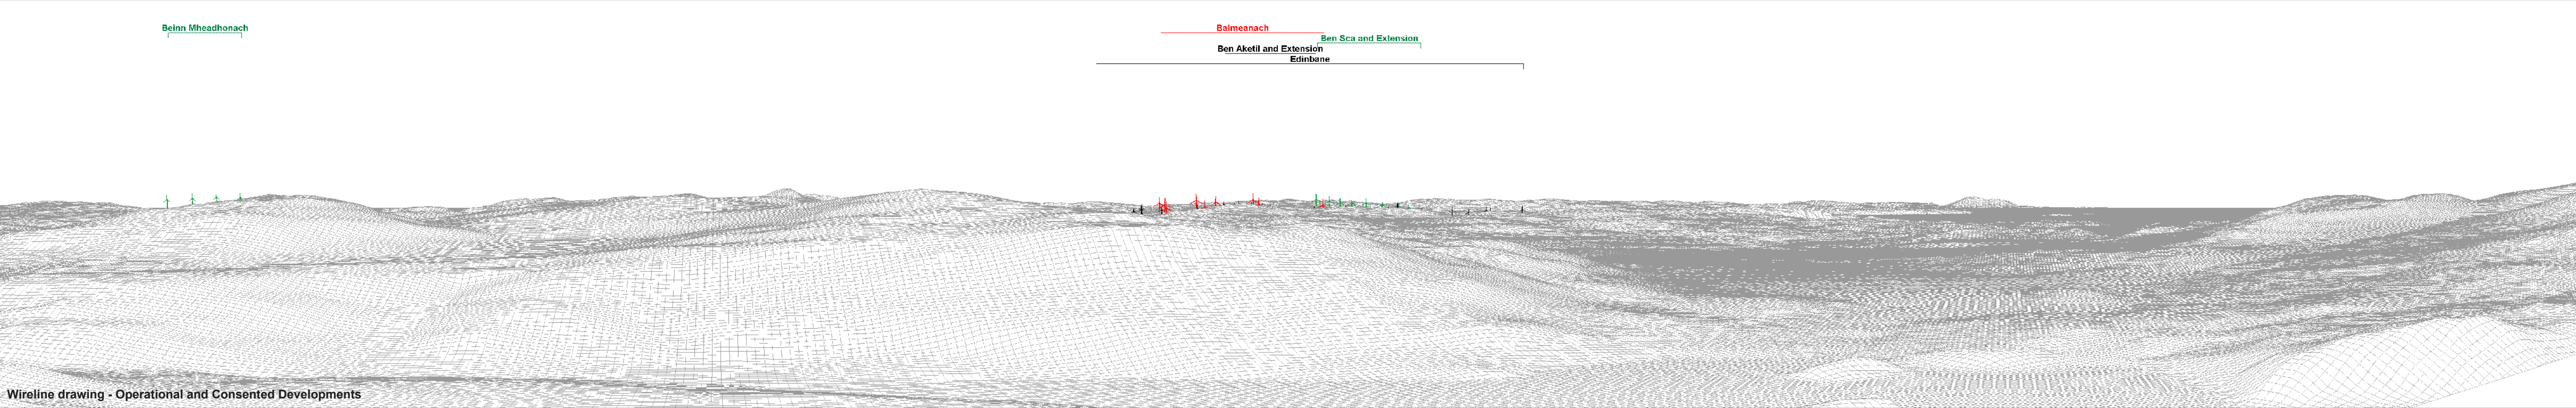 Beinn Mheadhonach
Balmeanach
Ben Sca and Extension
Ben Aketil and Extension
Edinbane
Wireline drawing - Operational and Consented Developments